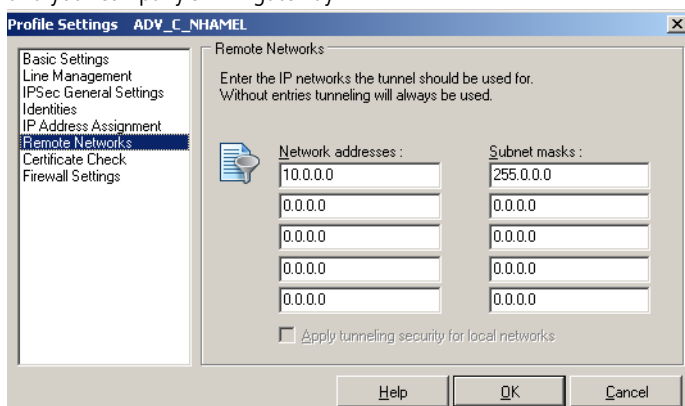 Profile Settings ADV_C_NHAMEL
Basic Settings
Line Management
IPSec General Settings
Identities
IP Address Assignment
Remote Networks
Certificate Check
Firewall Settings
Remote Networks
Enter the IP networks the tunnel should be used for.
Without entries tunneling will always be used.
Network addresses :
Subnet masks :
10.0.0.0
255.0.0.0
0.0.0.0
0.0.0.0
0.0.0.0
0.0.0.0
0.0.0.0
0.0.0.0
0.0.0.0
0.0.0.0
Apply tunneling security for local networks
Help
OK
Cancel